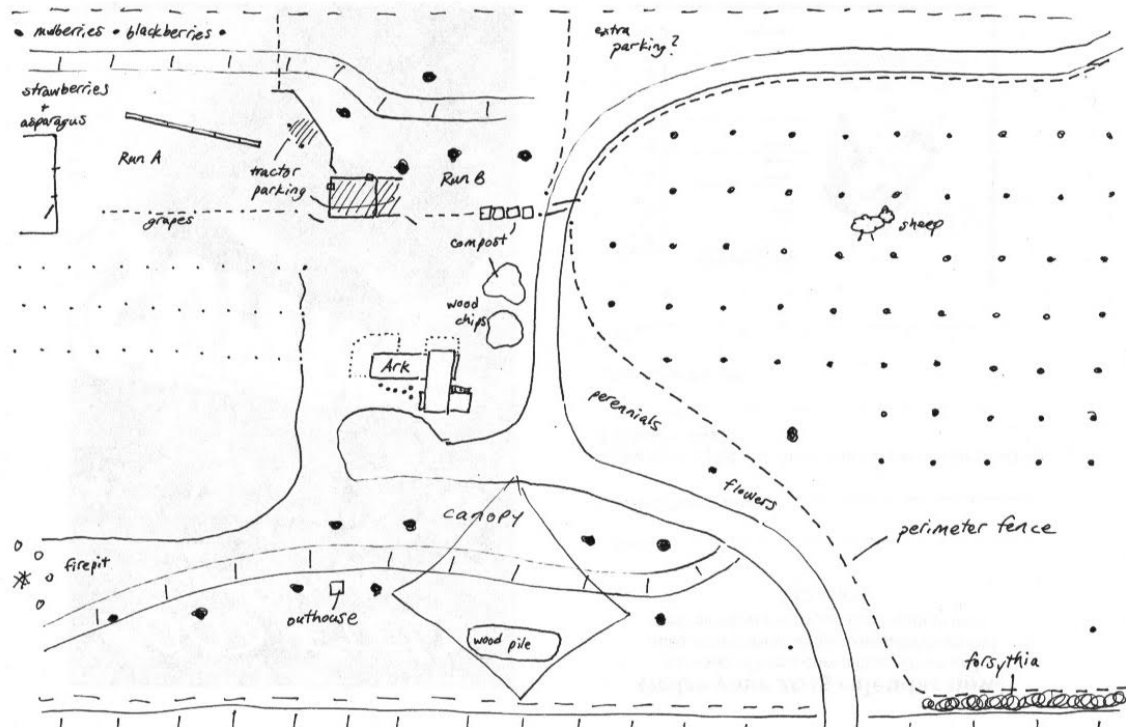 • mulberries • blackberries •
extra
parking?
strawberries
+
asparagus
Run A
tractor
parking
Run B
grapes
compost
sheep
wood
chips
Ark
perennials
flowers
canopy
perimeter fence
firepit
outhouse
wood pile
forsythia